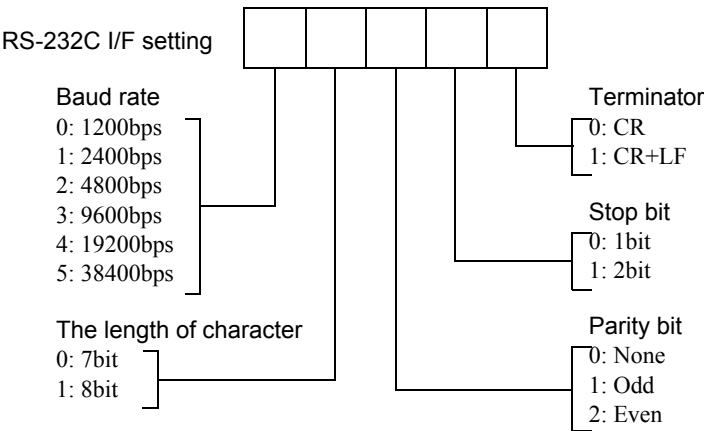 RS-232C I/F setting
Baud rate
0: 1200bps
1: 2400bps
2: 4800bps
3: 9600bps
4: 19200bps
5: 38400bps
The length of character
0: 7bit
1: 8bit
Terminator
0: CR
1: CR+LF
Stop bit
0: 1bit
1: 2bit
Parity bit
0: None
1: Odd
2: Even